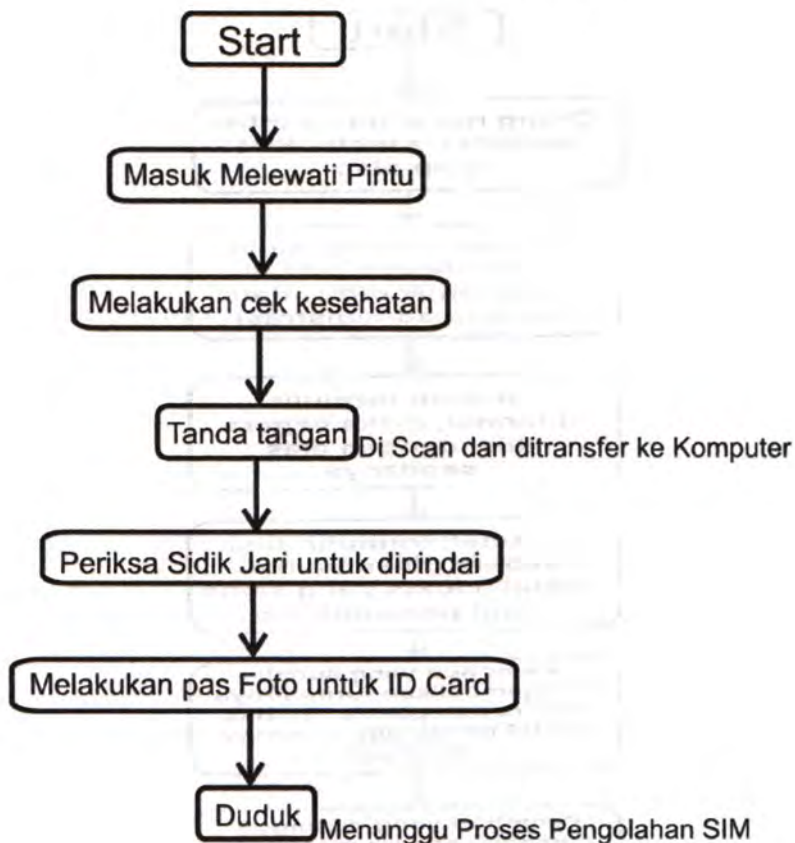 Start
Masuk Melewati Pintu
Melakukan cek kesehatan
Tanda tangan
Di Scan dan ditransfer ke Komputer
Periksa Sidik Jari untuk dipindai
Melakukan pas Foto untuk ID Card
Duduk
Menunggu Proses Pengolahan SIM